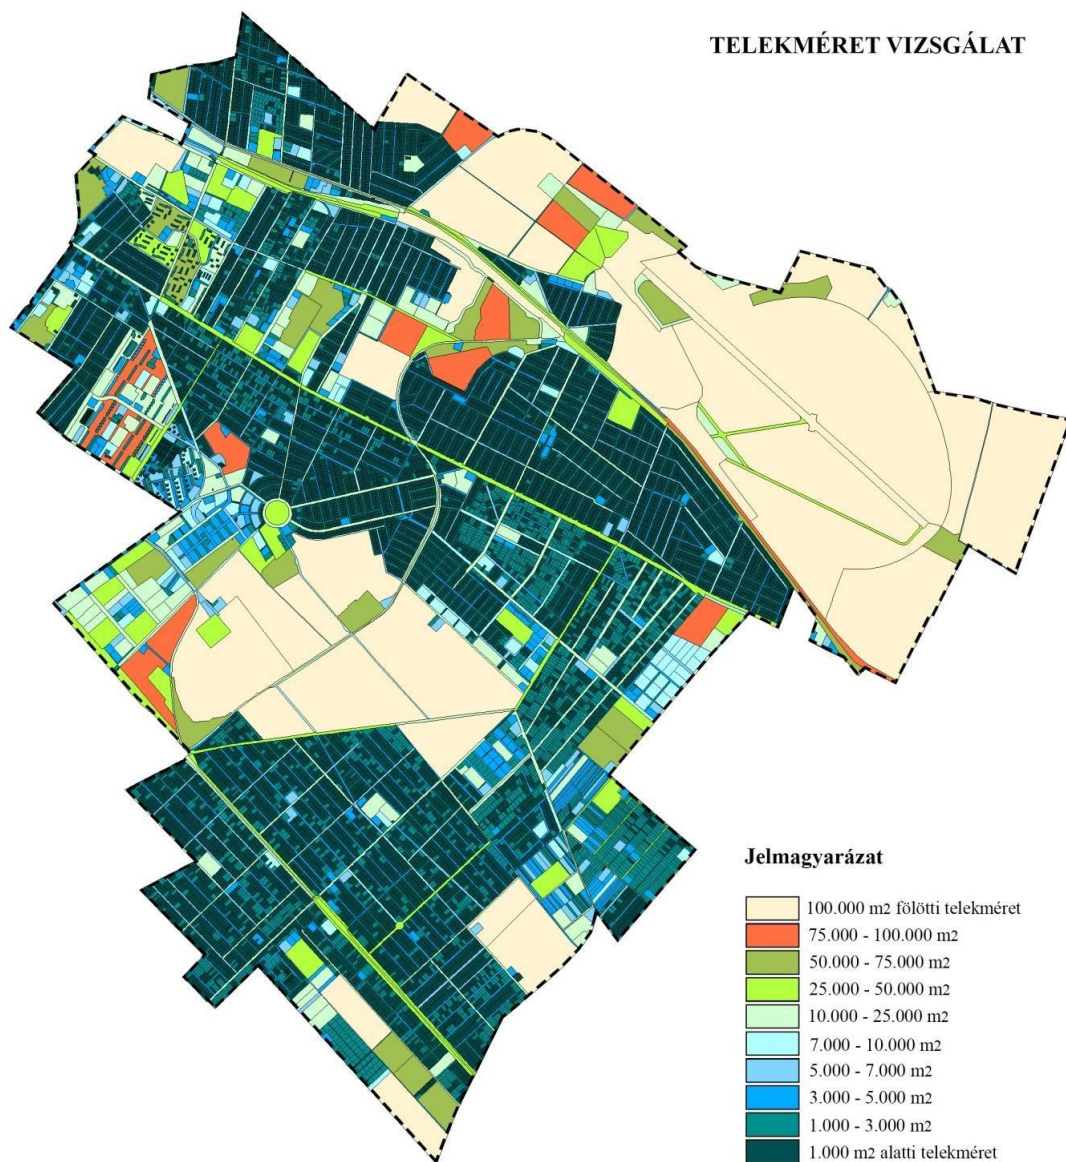 TELEKMÉRET VIZSGÁLAT
Jelmagyarázat
100.000 m2 fölötti telekméret
75.000 - 100.000 m2
50.000 - 75.000 m2
25.000 - 50.000 m2
10.000 - 25.000 m2
7.000 - 10.000 m2
5.000 - 7.000 m2
3.000 - 5.000 m2
1.000 - 3.000 m2
1.000 m2 alatti telekméret